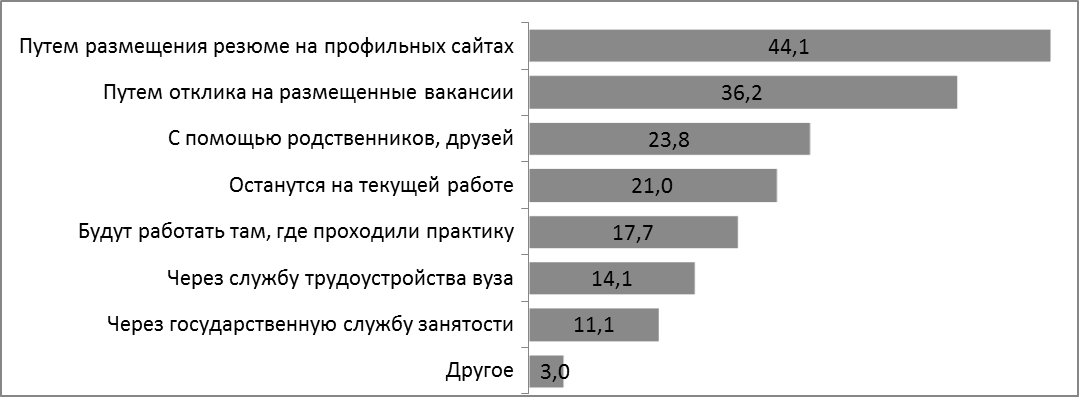 Путем размещения резюме на профильных сайтах 44,1
Путем отклика на размещенные вакансии 36,2
С помощью родственников, друзей 23,8
Останутся на текущей работе 21,0
Будут работать там, где проходили практику 17,7
Через службу трудоустройства вуза 14,1
Через государственную службу занятости 11,1
Другое 3,0